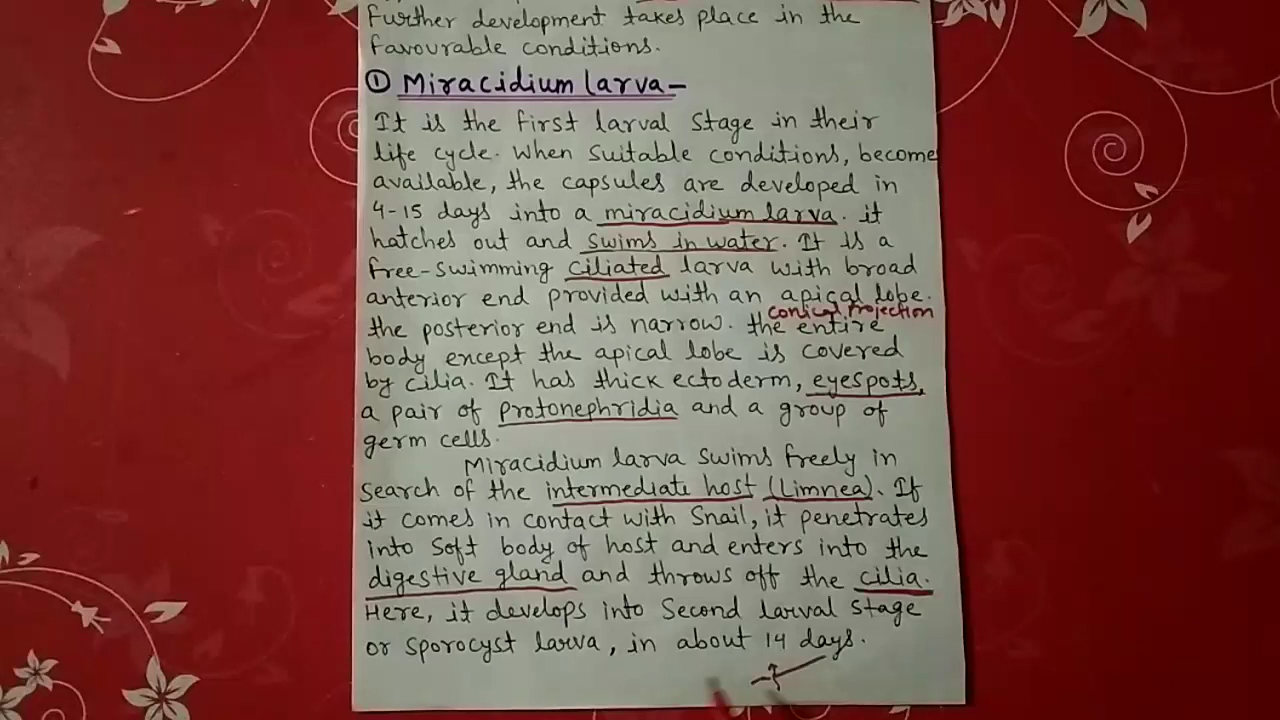 Further development takes place in the
favourable conditions.
① Miracidium larva –
It is the first larval stage in their
life cycle. When suitable conditions, become
available, the capsules are developed in
4-15 days into a miracidium larva. it
hatches out and swims in water. It is a
free-swimming ciliated larva with broad
anterior end provided with an apical lobe.
conical projection
the posterior end is narrow. the entire
body except the apical lobe is covered
by cilia. It has thick ectoderm, eyespots,
a pair of protonephridia and a group of
germ cells.
Miracidium larva swims freely in
search of the intermediate host (Limnea). If
it comes in contact with Snail, it penetrates
into soft body of host and enters into the
digestive gland and throws off the cilia.
Here, it develops into Second larval stage
or sporocyst larva, in about 14 days.